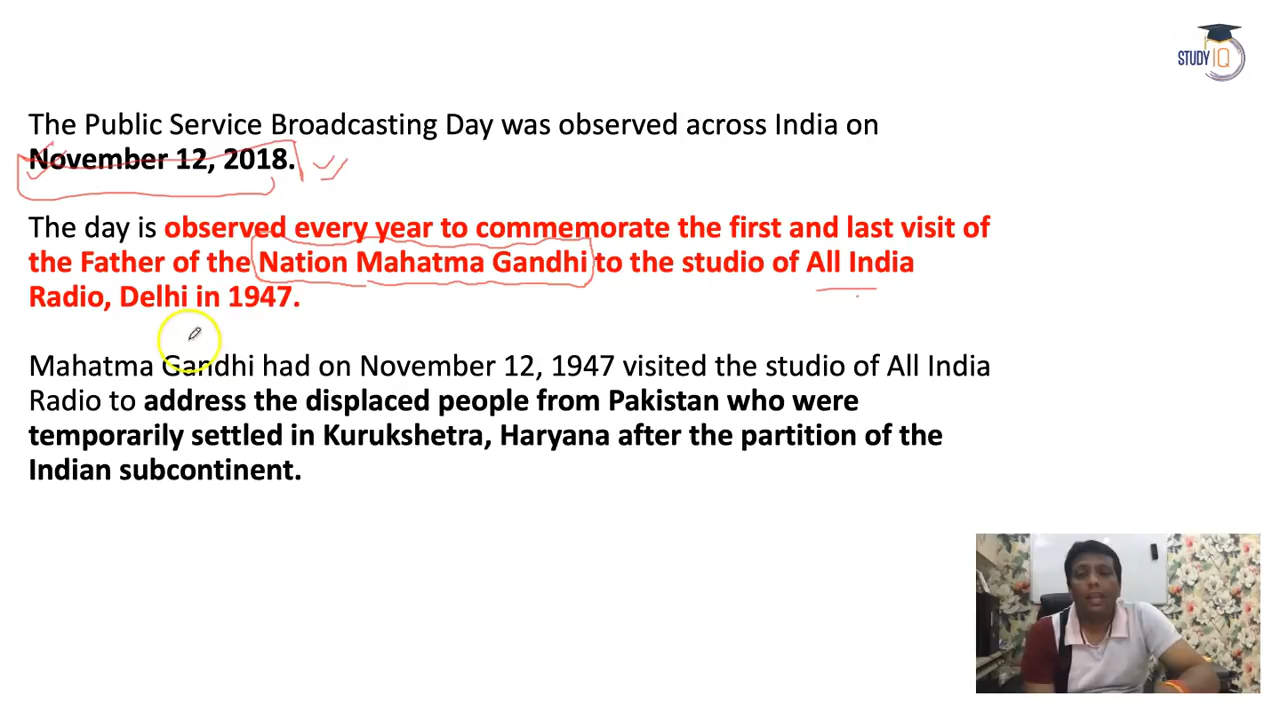 STUDY IQ
The Public Service Broadcasting Day was observed across India on
November 12, 2018.
The day is observed every year to commemorate the first and last visit of
the Father of the Nation Mahatma Gandhi to the studio of All India
Radio, Delhi in 1947.
Mahatma Gandhi had on November 12, 1947 visited the studio of All India
Radio to address the displaced people from Pakistan who were
temporarily settled in Kurukshetra, Haryana after the partition of the
Indian subcontinent.